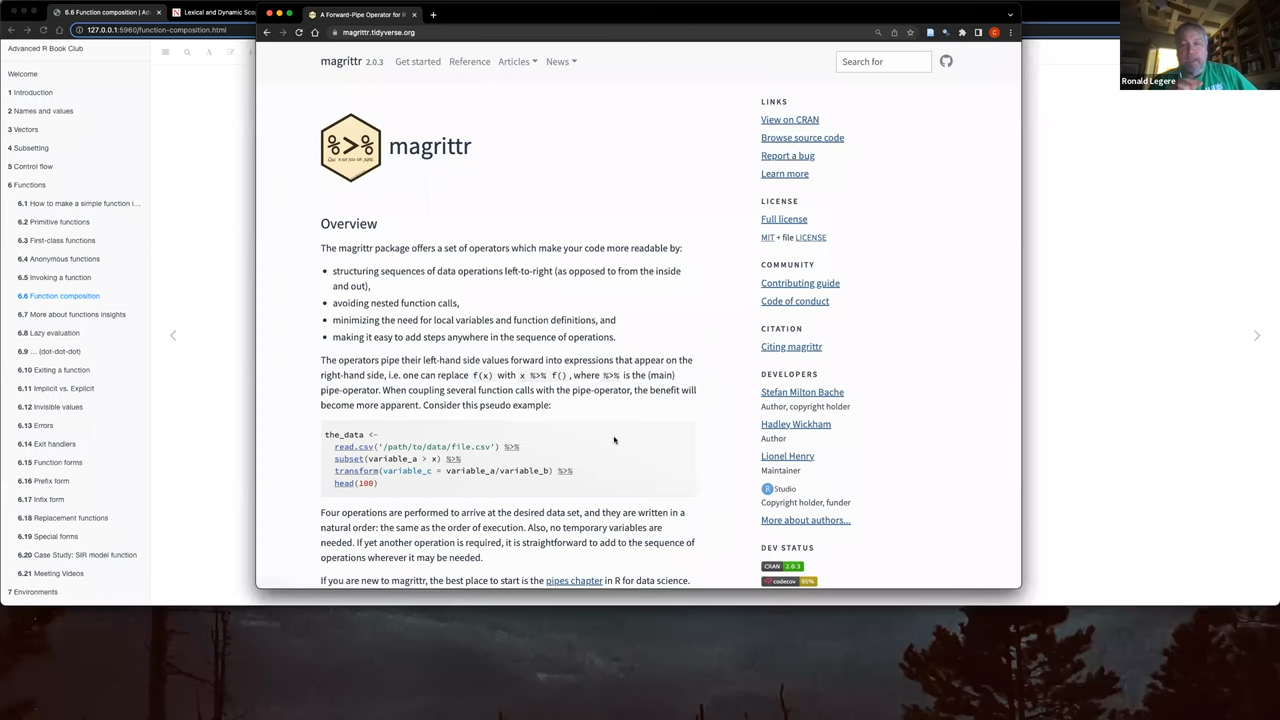 6.6 Function composition | Ad
Lexical and Dynamic Sco
127.0.0.1:5960/function-composition.html
Advanced R Book Club
Welcome
1 Introduction
2 Names and values
3 Vectors
4 Subsetting
5 Control flow
6 Functions
6.1 How to make a simple function i...
6.2 Primitive functions
6.3 First-class functions
6.4 Anonymous functions
6.5 Invoking a function
6.6 Function composition
6.7 More about functions insights
6.8 Lazy evaluation
6.9 ... (dot-dot-dot)
6.10 Exiting a function
6.11 Implicit vs. Explicit
6.12 Invisible values
6.13 Errors
6.14 Exit handlers
6.15 Function forms
6.16 Prefix form
6.17 Infix form
6.18 Replacement functions
6.19 Special forms
6.20 Case Study: SIR model function
6.21 Meeting Videos
7 Environments
A Forward-Pipe Operator for R
magrittr.tidyverse.org
magrittr 2.0.3 Get started Reference Articles News
Search for
%>%
magrittr
Overview
The magrittr package offers a set of operators which make your code more readable by:
• structuring sequences of data operations left-to-right (as opposed to from the inside
and out),
• avoiding nested function calls,
• minimizing the need for local variables and function definitions, and
• making it easy to add steps anywhere in the sequence of operations.
The operators pipe their left-hand side values forward into expressions that appear on the
right-hand side, i.e. one can replace f(x) with x %>% f(), where %>% is the (main)
pipe-operator. When coupling several function calls with the pipe-operator, the benefit will
become more apparent. Consider this pseudo example:
the_data <-
read.csv('/path/to/data/file.csv') %>%
subset(variable_a > x) %>%
transform(variable_c = variable_a/variable_b) %>%
head(100)
Four operations are performed to arrive at the desired data set, and they are written in a
natural order: the same as the order of execution. Also, no temporary variables are
needed. If yet another operation is required, it is straightforward to add to the sequence of
operations wherever it may be needed.
If you are new to magrittr, the best place to start is the pipes chapter in R for data science.
LINKS
View on CRAN
Browse source code
Report a bug
Learn more
LICENSE
Full license
MIT + file LICENSE
COMMUNITY
Contributing guide
Code of conduct
CITATION
Citing magrittr
DEVELOPERS
Stefan Milton Bache
Author, copyright holder
Hadley Wickham
Author
Lionel Henry
Maintainer
R Studio
Copyright holder, funder
More about authors...
DEV STATUS
CRAN 2.0.3
codecov 85%
Ronald Legere